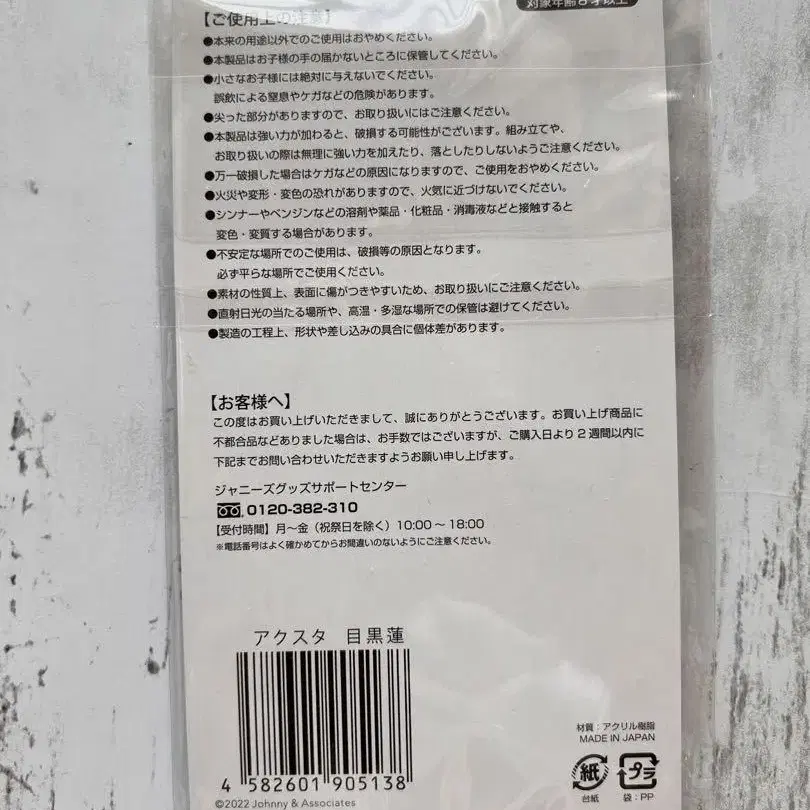 対象年齢8才以上
【ご使用上の注意】
●本来の用途以外でのご使用はおやめください。
●本製品はお子様の手の届かないところに保管してください。
●小さなお子様には絶対に与えないでください。
誤飲による窒息やケガなどの危険があります。
●尖った部分がありますので、お取り扱いにはご注意ください。
●本製品は強い力が加わると、破損する可能性がございます。組み立てや、
お取り扱いの際は無理に強い力を加えたり、落としたりしないようご注意ください。
●万一破損した場合はケガなどの原因になりますので、ご使用をおやめください。
●火災や変形・変色の恐れがありますので、火気に近づけないでください。
●シンナーやベンジンなどの溶剤や薬品・化粧品・消毒液などと接触すると
変色・変質する場合があります。
●不安定な場所でのご使用は、破損等の原因となります。
必ず平らな場所でご使用ください。
●素材の性質上、表面に傷がつきやすいため、お取り扱いにご注意ください。
●直射日光の当たる場所や、高温・多湿な場所での保管は避けてください。
●製造の工程上、形状や差し込みの具合に個体差があります。
【お客様へ】
この度はお買い上げいただきまして、誠にありがとうございます。お買い上げ商品に
不都合品などありました場合は、お手数ではございますが、ご購入日より2週間以内に
下記までお問い合わせいただきますようお願い申し上げます。
ジャニーズグッズサポートセンター
0120-382-310
【受付時間】月〜金（祝祭日を除く）10:00〜18:00
※電話番号はよく確かめてからお間違いのないようにご注意ください。
アクスタ 目黒蓮
4 582601 905138
©2022 Johnny & Associates
材質：アクリル樹脂
MADE IN JAPAN
紙 プラ
台紙 袋：PP